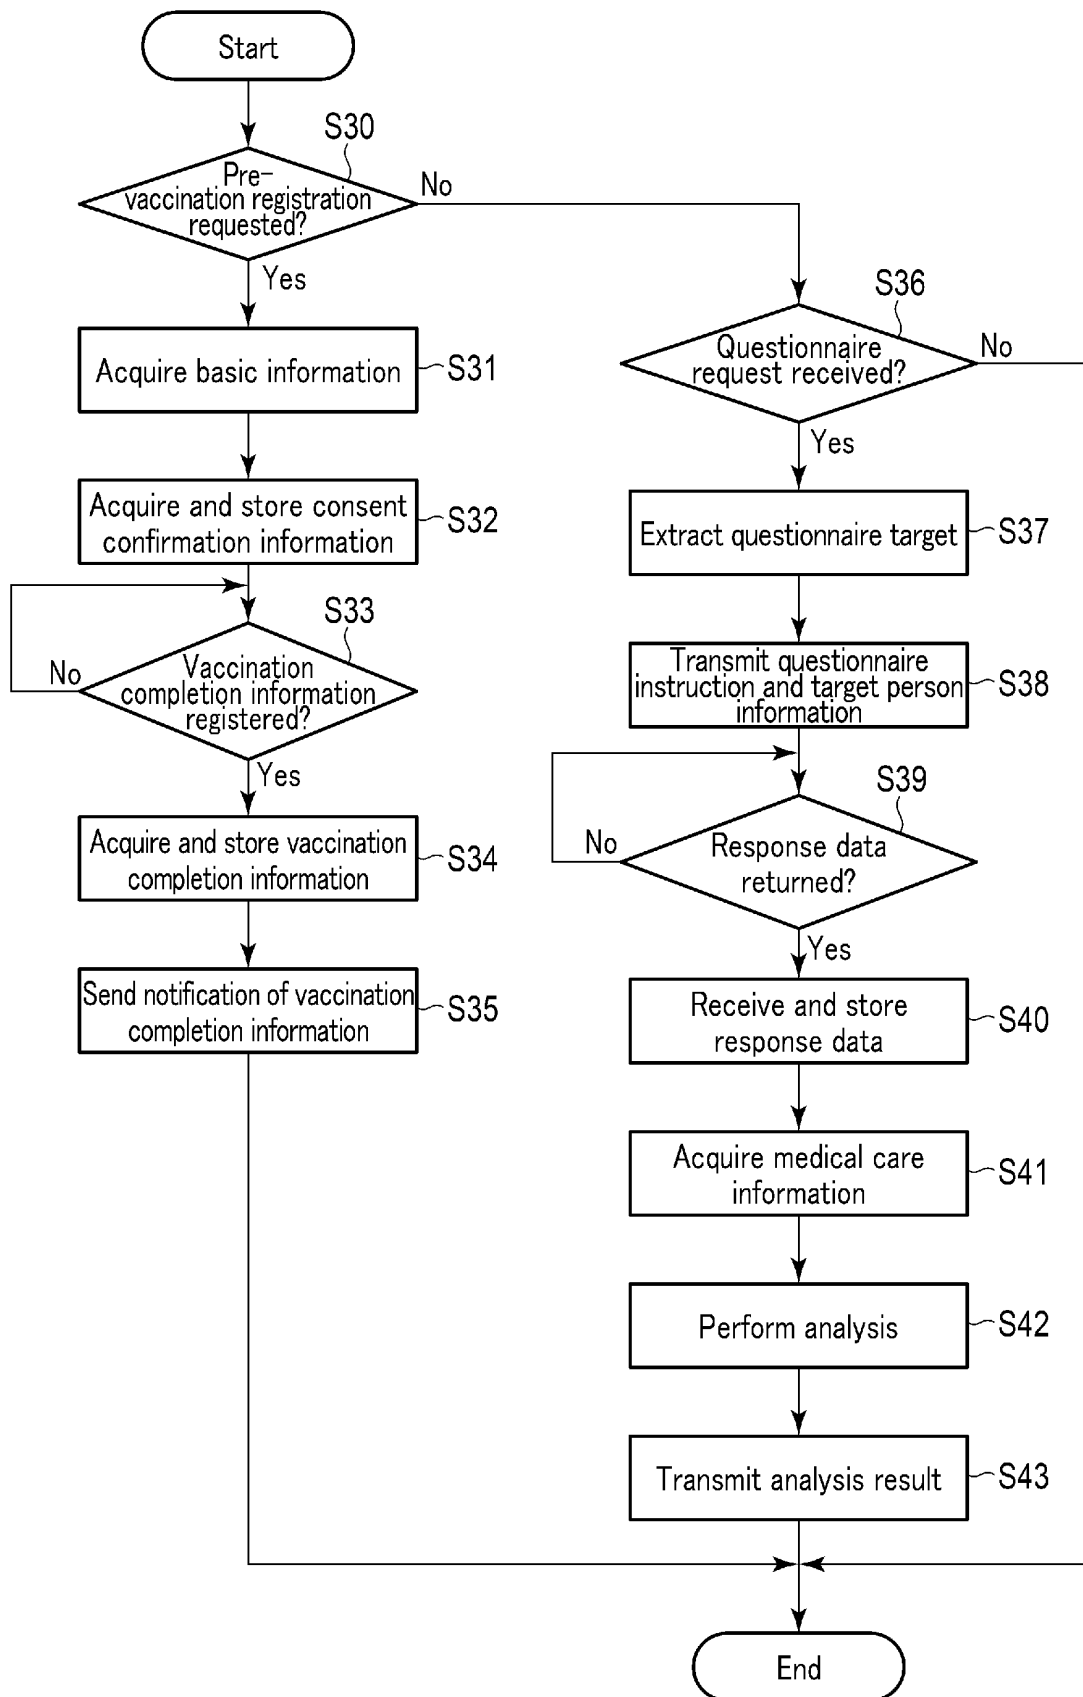 Start
S30
Pre-
vaccination registration
requested?
No
Yes
Acquire basic information
S31
Acquire and store consent
confirmation information
S32
S33
Vaccination
completion information
registered?
No
Yes
Acquire and store vaccination
completion information
S34
Send notification of vaccination
completion information
S35
S36
Questionnaire
request received?
No
Yes
Extract questionnaire target
S37
Transmit questionnaire
instruction and target person
information
S38
S39
Response data
returned?
No
Yes
Receive and store
response data
S40
Acquire medical care
information
S41
Perform analysis
S42
Transmit analysis result
S43
End